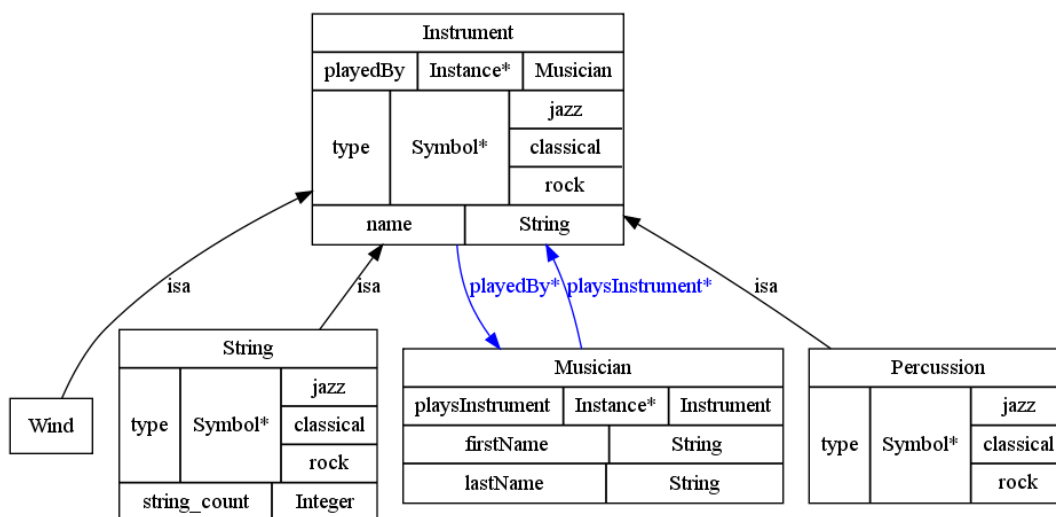 Instrument
playedBy Instance* Musician
type Symbol* jazz
classical
rock
name String
isa
isa
playedBy* playsInstrument*
isa
Wind
String
type Symbol* jazz
classical
rock
string_count Integer
Musician
playsInstrument Instance* Instrument
firstName String
lastName String
Percussion
type Symbol* jazz
classical
rock